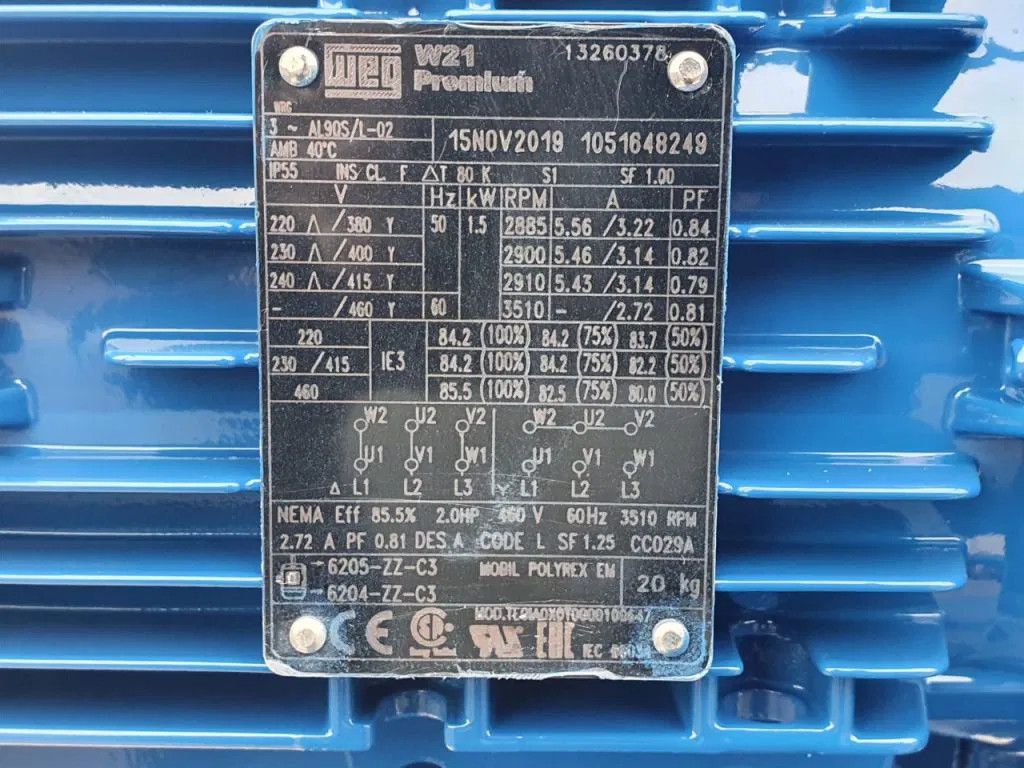 WEG W21 13260378
Premium
WBG
3 ~ AL90S/L-02 15NOV2019 1051648249
AMB 40°C
IP55 INS CL. F ΔT 80 K S1 SF 1.00
V Hz kW RPM A PF
220 Δ /380 Y 50 1.5 2885 5.56 /3.22 0.84
230 Δ /400 Y 2900 5.46 /3.14 0.82
240 Δ /415 Y 2910 5.43 /3.14 0.79
- /460 Y 60 3510 - /2.72 0.81
220 84.2 (100%) 84.2 (75%) 83.7 (50%)
230 /415 IE3 84.2 (100%) 84.2 (75%) 82.2 (50%)
460 85.5 (100%) 82.5 (75%) 80.0 (50%)
W2 U2 V2 W2 U2 V2
U1 V1 W1 U1 V1 W1
Δ L1 L2 L3 Y L1 L2 L3
NEMA Eff 85.5% 2.0HP 460 V 60Hz 3510 RPM
2.72 A PF 0.81 DES A CODE L SF 1.25 CC029A
→6205-ZZ-C3 MOBIL POLYREX EM 20 kg
→6204-ZZ-C3
CE EAC IEC